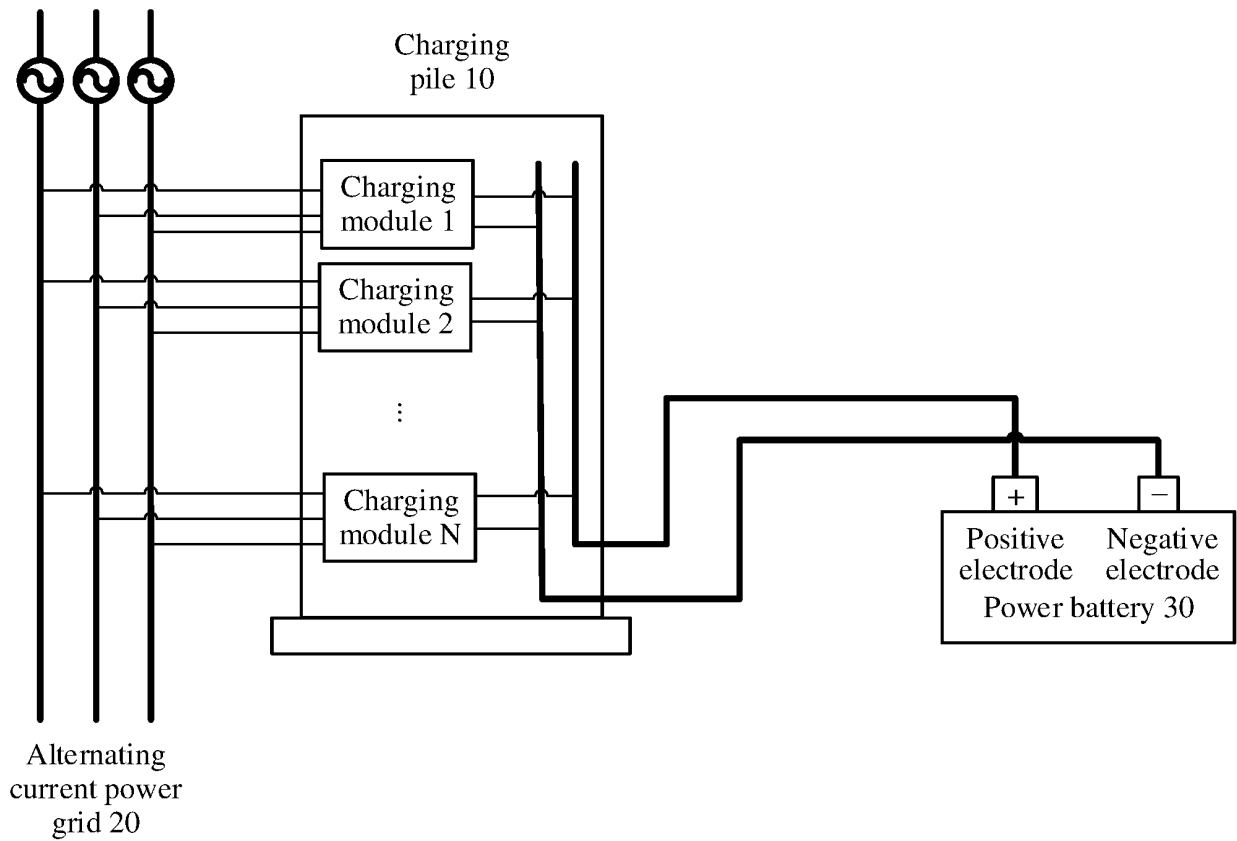 Charging
pile 10
Charging
module 1
Charging
module 2
⋮
Charging
module N
+
−
Positive
electrode
Negative
electrode
Power battery 30
Alternating
current power
grid 20